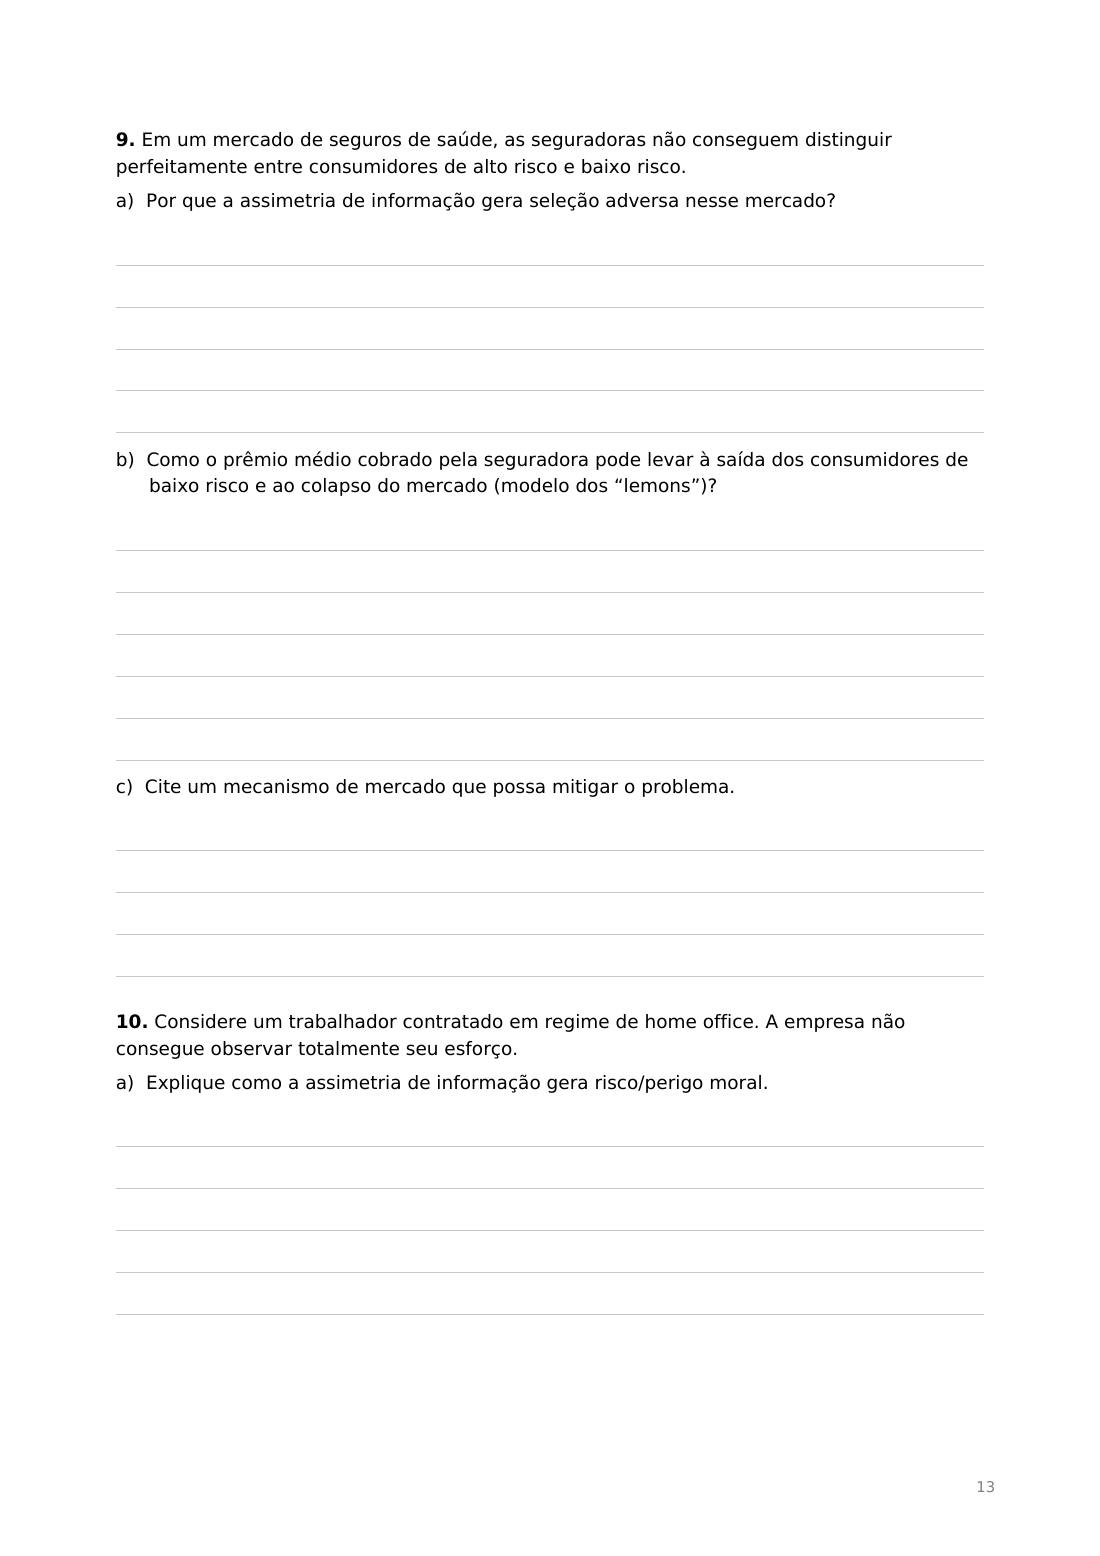 9. Em um mercado de seguros de saúde, as seguradoras não conseguem distinguir
perfeitamente entre consumidores de alto risco e baixo risco.
a) Por que a assimetria de informação gera seleção adversa nesse mercado?
b) Como o prêmio médio cobrado pela seguradora pode levar à saída dos consumidores de
baixo risco e ao colapso do mercado (modelo dos “lemons”)?
c) Cite um mecanismo de mercado que possa mitigar o problema.
10. Considere um trabalhador contratado em regime de home office. A empresa não
consegue observar totalmente seu esforço.
a) Explique como a assimetria de informação gera risco/perigo moral.
13